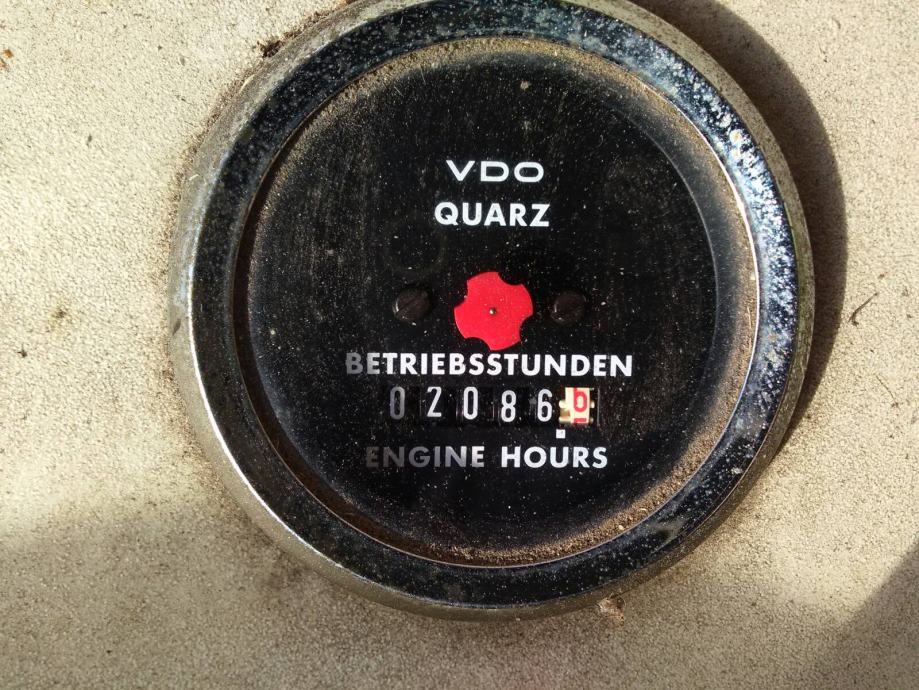 VDO
QUARZ
BETRIEBSSTUNDEN
02086
ENGINE HOURS